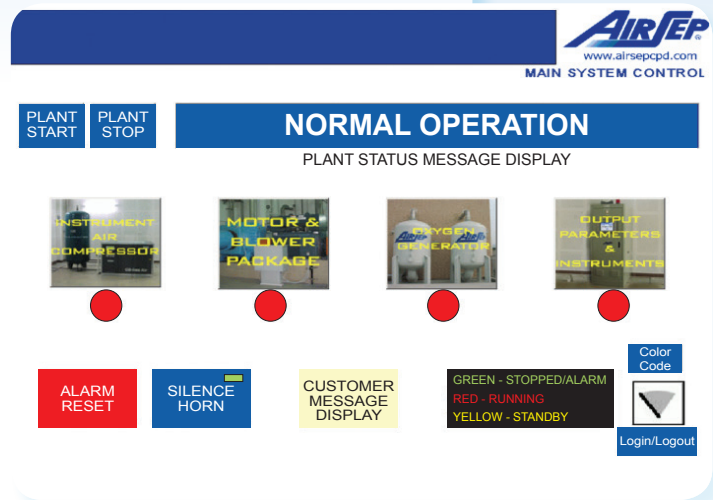 AIRSEP
www.airsepcpd.com
MAIN SYSTEM CONTROL
PLANT START
PLANT STOP
NORMAL OPERATION
PLANT STATUS MESSAGE DISPLAY
INSTRUMENT
AIR
COMPRESSOR
MOTOR &
BLOWER
PACKAGE
OXYGEN
GENERATOR
AirSep
AirSep
OUTPUT
PARAMETERS
&
INSTRUMENTS
ALARM
RESET
SILENCE
HORN
CUSTOMER
MESSAGE
DISPLAY
GREEN - STOPPED/ALARM
RED - RUNNING
YELLOW - STANDBY
Color
Code
Login/Logout